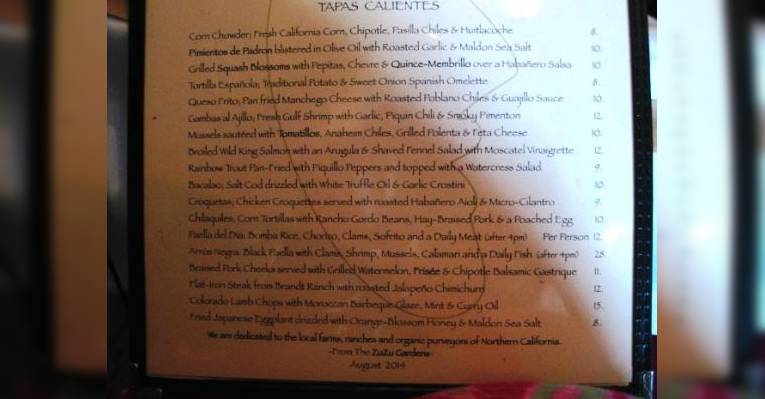 TAPAS CALIENTES
Corn Chowder; Fresh California Corn, Chipotle, Pasilla Chiles & Huitlacoche 8.
Pimientos de Padron blistered in Olive Oil with Roasted Garlic & Maldon Sea Salt 10.
Grilled Squash Blossoms with Pepitas, Chevre & Quince-Membrillo over a Habañero Salsa 10.
Tortilla Española; Traditional Potato & Sweet Onion Spanish Omelette 8.
Queso Frito; Pan fried Manchego Cheese with Roasted Poblano Chiles & Guajillo Sauce 10.
Gambas al Ajillo; Fresh Gulf Shrimp with Garlic, Piquin Chili & Smoky Pimenton 12.
Mussels sautéed with Tomatillos, Anaheim Chiles, Grilled Polenta & Feta Cheese 10.
Broiled Wild King Salmon with an Arugula & Shaved Fennel Salad with Moscatel Vinaigrette 12.
Rainbow Trout Pan-Fried with Piquillo Peppers and topped with a Watercress Salad 9.
Bacalao; Salt Cod drizzled with White Truffle Oil & Garlic Crostini 10.
Croquetas, Chicken Croquettes served with roasted Habañero Aioli & Micro-Cilantro 9.
Chilaquiles, Corn Tortillas with Rancho Gordo Beans, Hay-Braised Pork & a Poached Egg 10.
Paella del Dia: Bomba Rice, Chorizo, Clams, Sofrito and a Daily Meat (after 4pm) Per Person 12.
Arròs Negra: Black Paella with Clams, Shrimp, Mussels, Calamari and a Daily Fish (after 4pm) 28.
Braised Pork Cheeks served with Grilled Watermelon, Frisée & Chipotle Balsamic Gastrique 11.
Flat-Iron Steak from Brandt Ranch with roasted Jalapeño Chimichurri 12.
Colorado Lamb Chops with Moroccan Barbeque Glaze, Mint & Curry Oil 15.
Fried Japanese Eggplant drizzled with Orange-Blossom Honey & Maldon Sea Salt 8.
We are dedicated to the local farms, ranches and organic purveyors of Northern California.
-From The ZuZu Gardens-
August 2014